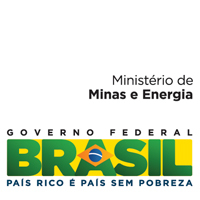 Ministério de
Minas e Energia
GOVERNO FEDERAL
BRASIL
PAÍS RICO É PAÍS SEM POBREZA